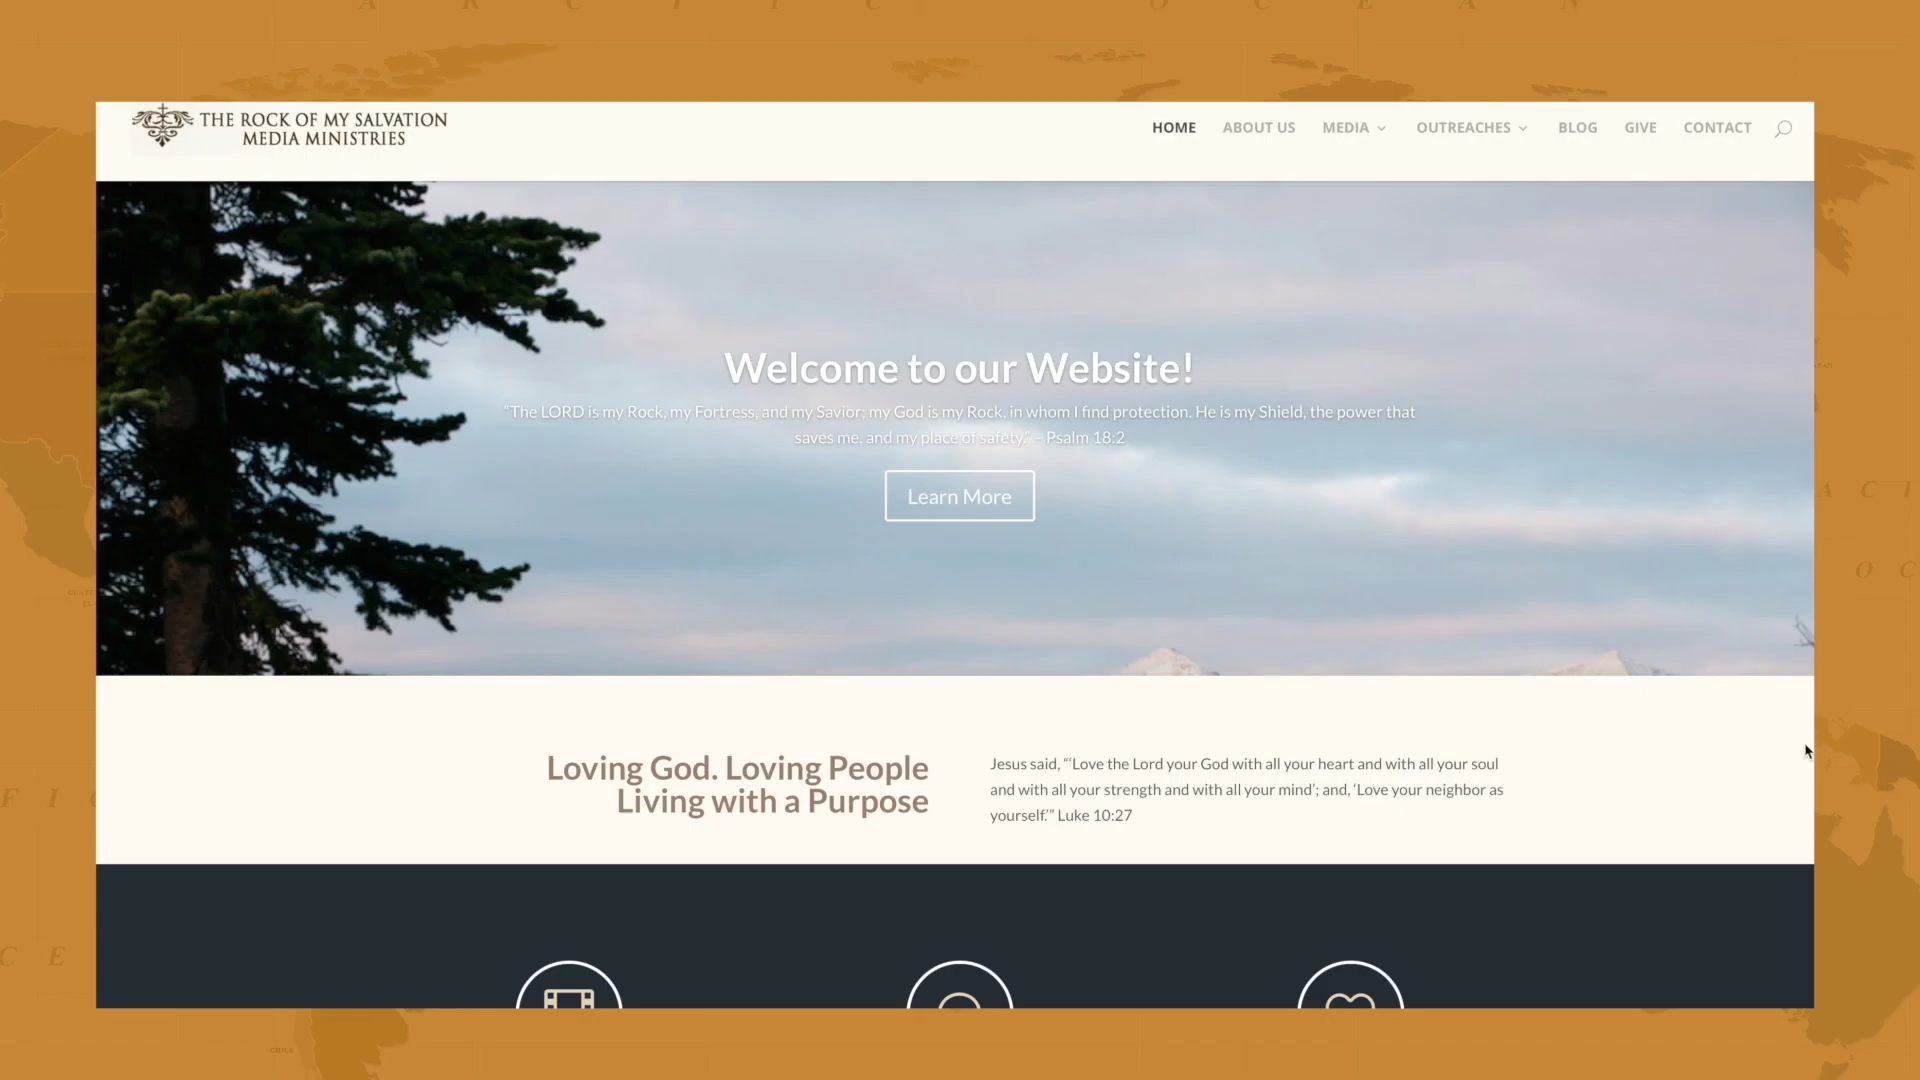 A R C T I C O C E A N
THE ROCK OF MY SALVATION
MEDIA MINISTRIES
HOME ABOUT US MEDIA OUTREACHES BLOG GIVE CONTACT
Welcome to our Website!
“The LORD is my Rock, my Fortress, and my Savior; my God is my Rock, in whom I find protection. He is my Shield, the power that
saves me, and my place of safety.” – Psalm 18:2
Learn More
A C I
O C
F I C
Loving God. Loving People
Living with a Purpose
Jesus said, “‘Love the Lord your God with all your heart and with all your soul
and with all your strength and with all your mind’; and, ‘Love your neighbor as
yourself.’” Luke 10:27
C E
CHILE